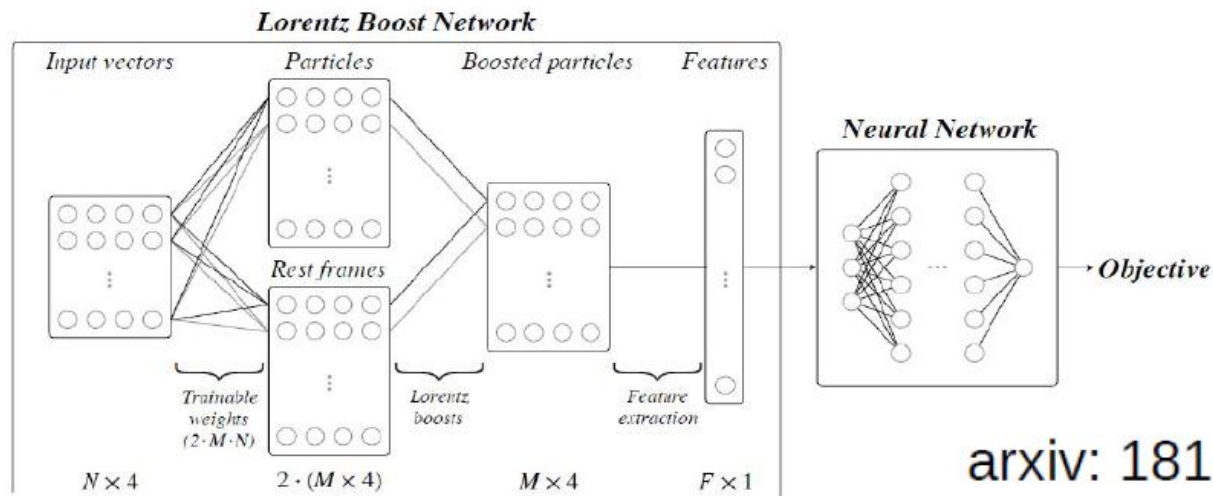 Lorentz Boost Network
Input vectors
Particles
Boosted particles
Features
Neural Network
Rest frames
Objective
Trainable
weights
(2·M·N)
Lorentz
boosts
Feature
extraction
N × 4
2 · (M × 4)
M × 4
F × 1
arxiv: 181